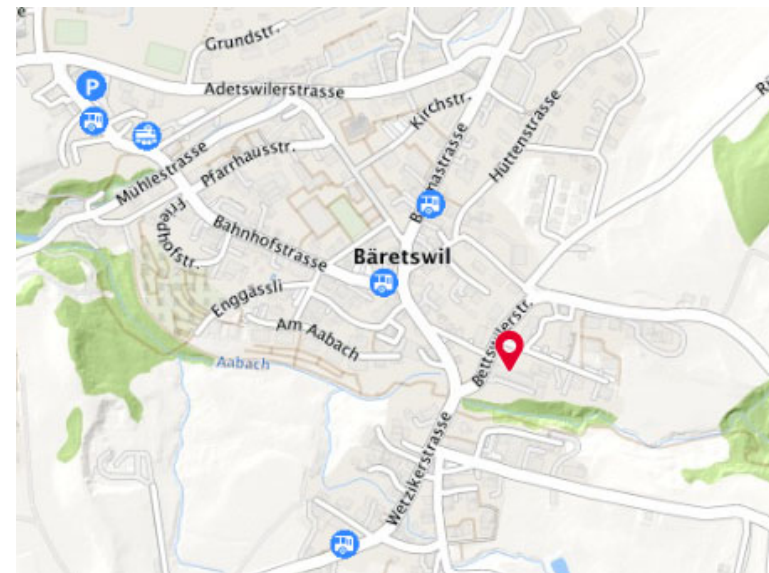 Grundstr.
P
Adetswilerstrasse
Kirchstr.
Mühlestrasse
Pfarrhausstr.
Hüttenstrasse
Friedhofstr.
Bahnhofstrasse
Bäretswil
Enggässli
Am Aabach
Bettswilerstr.
Aabach
Wetzikerstrasse